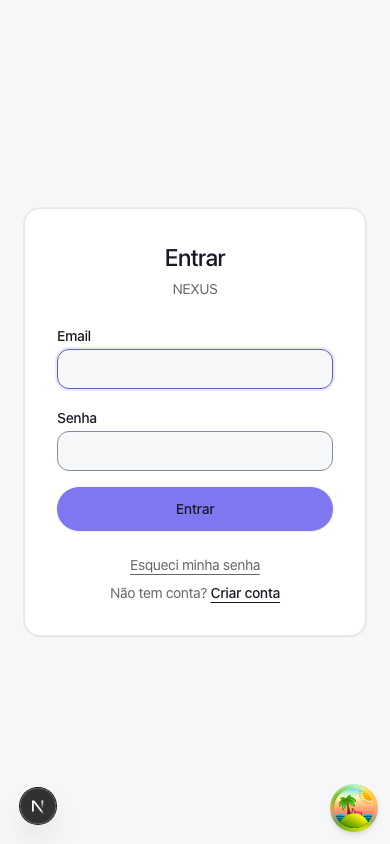 Entrar
NEXUS
Email
Senha
Entrar
Esqueci minha senha
Não tem conta? Criar conta
N